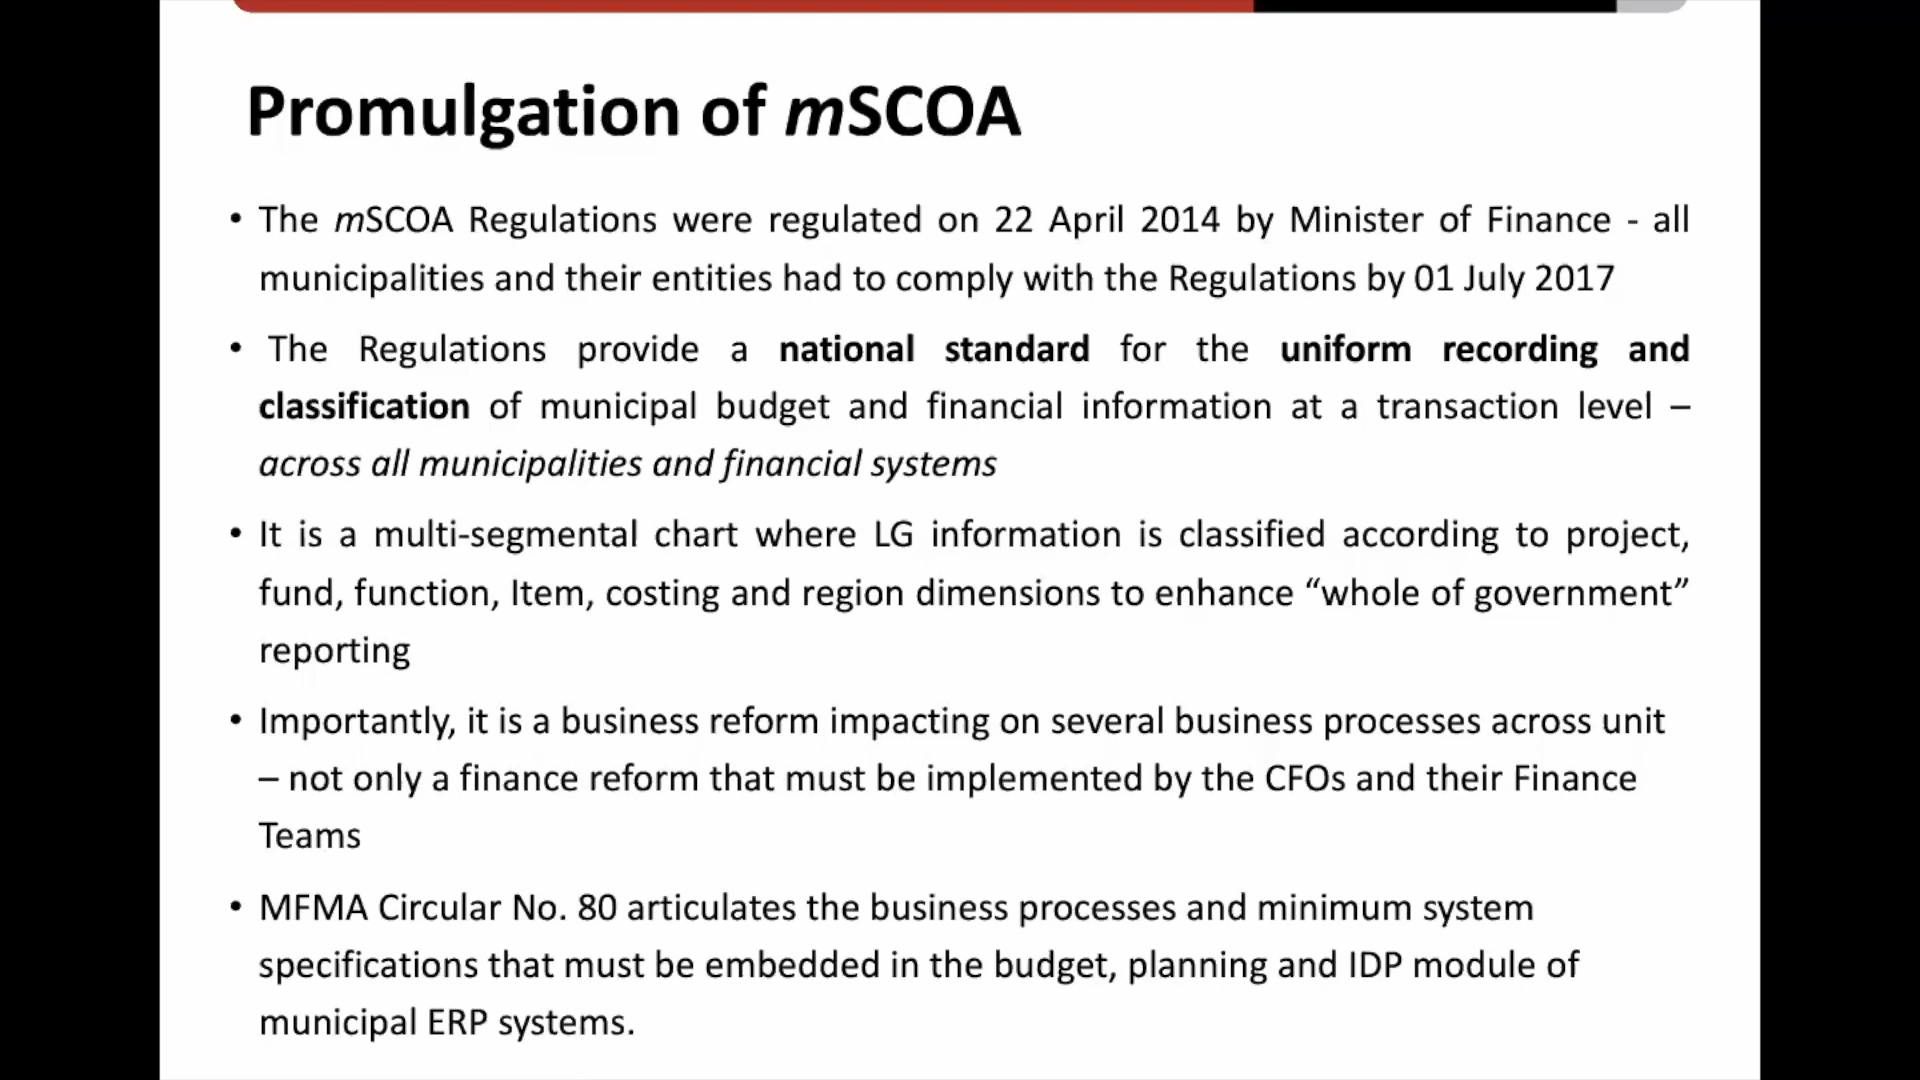 Promulgation of mSCOA
• The mSCOA Regulations were regulated on 22 April 2014 by Minister of Finance - all
municipalities and their entities had to comply with the Regulations by 01 July 2017
• The Regulations provide a national standard for the uniform recording and
classification of municipal budget and financial information at a transaction level –
across all municipalities and financial systems
• It is a multi-segmental chart where LG information is classified according to project,
fund, function, Item, costing and region dimensions to enhance “whole of government”
reporting
• Importantly, it is a business reform impacting on several business processes across unit
– not only a finance reform that must be implemented by the CFOs and their Finance
Teams
• MFMA Circular No. 80 articulates the business processes and minimum system
specifications that must be embedded in the budget, planning and IDP module of
municipal ERP systems.